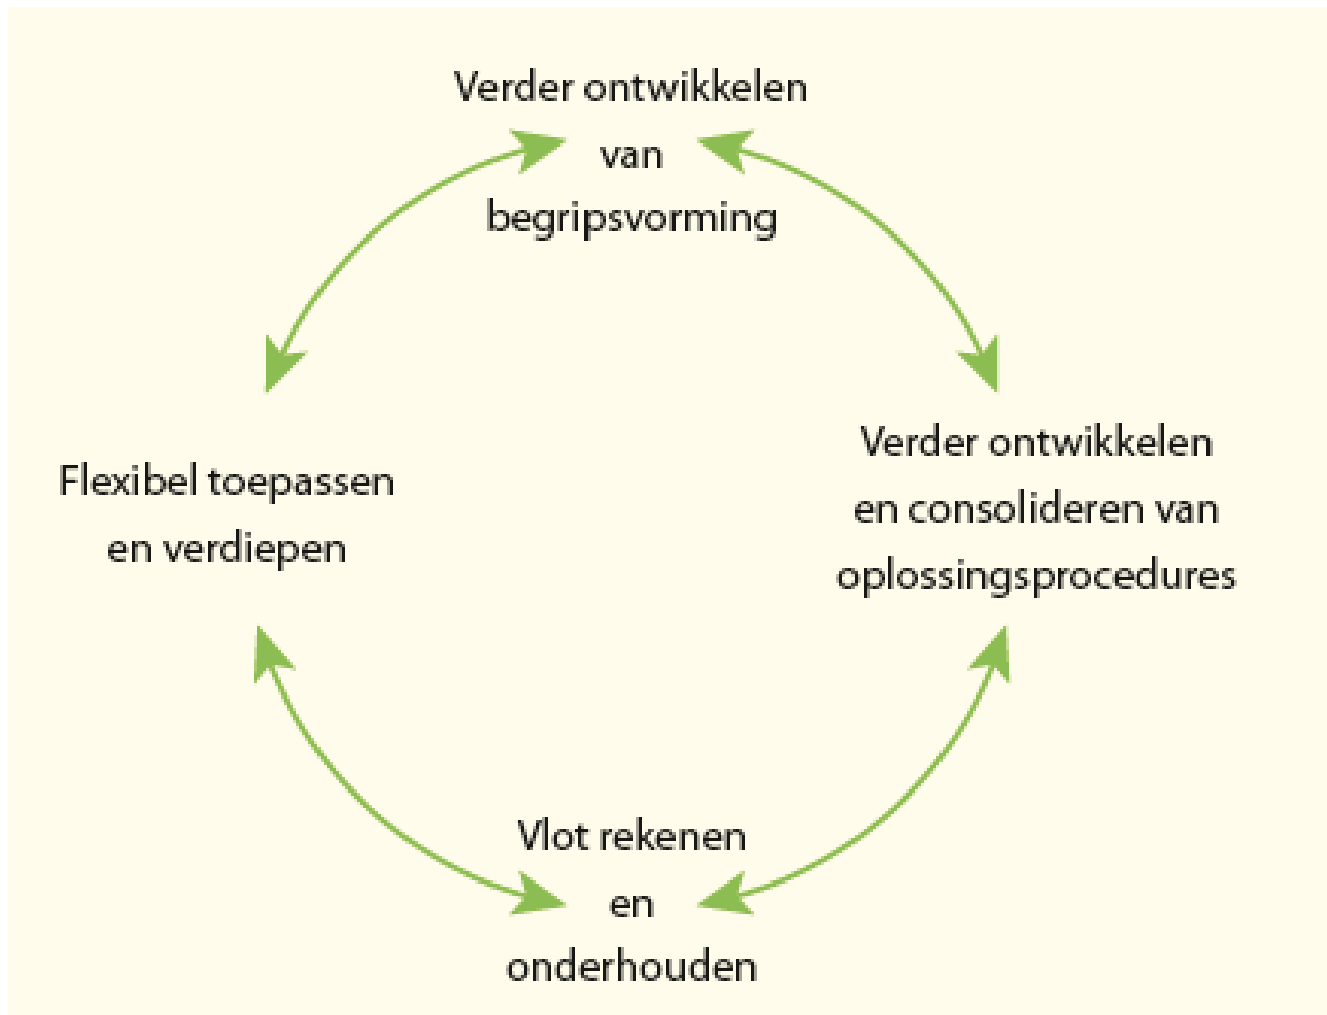 Verder ontwikkelen
van
begripsvorming
Verder ontwikkelen
en consolideren van
oplossingsprocedures
Vlot rekenen
en
onderhouden
Flexibel toepassen
en verdiepen